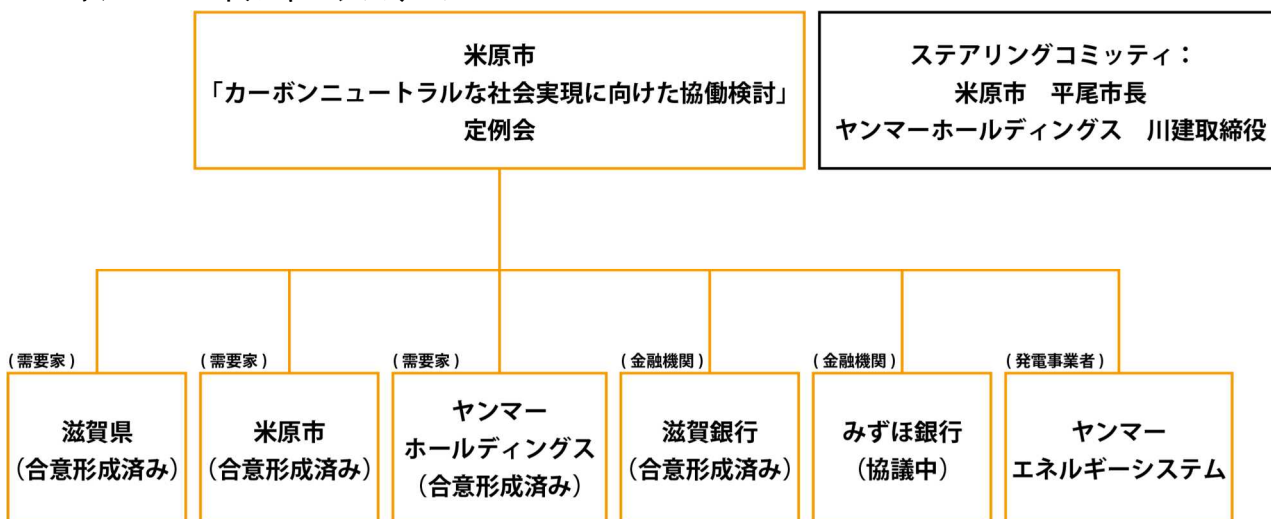 米原市
「カーボンニュートラルな社会実現に向けた協働検討」
定例会
ステアリングコミッティ：
米原市　平尾市長
ヤンマーホールディングス　川建取締役
(需要家)
滋賀県
(合意形成済み)
(需要家)
米原市
(合意形成済み)
(需要家)
ヤンマー
ホールディングス
(合意形成済み)
(金融機関)
滋賀銀行
(合意形成済み)
(金融機関)
みずほ銀行
(協議中)
(発電事業者)
ヤンマー
エネルギーシステム